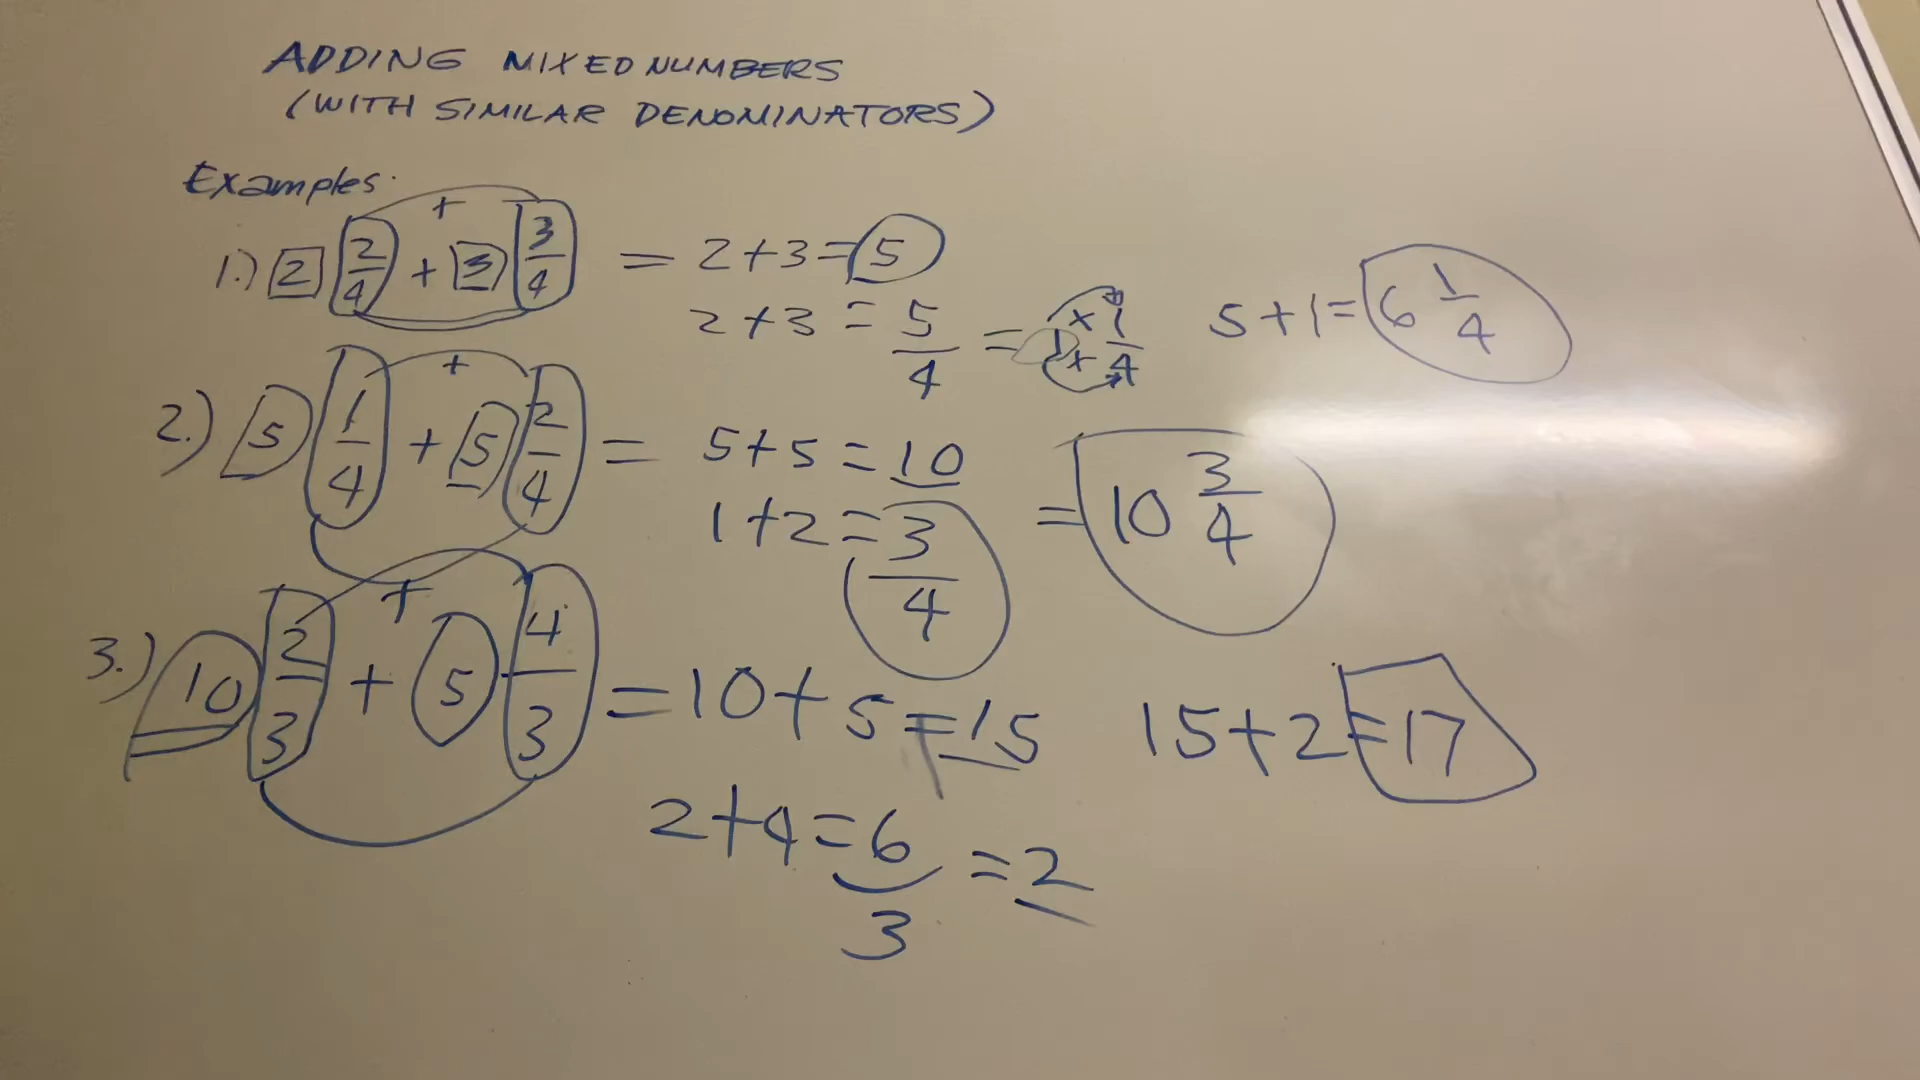 ADDING MIXED NUMBERS
(WITH SIMILAR DENOMINATORS)
Examples.
1.) 2 2/4 + 3 3/4 = 2+3=5
+
2+3 = 5/4 = 1 x + 1/4 5+1=6 1/4
2.) 5 1/4 + 5 2/4 = 5+5=10
+
1+2=3/4 = 10 3/4
3.) 10 2/3 + 5 4/3 = 10+5=15 15+2=17
+
2+4=6/3 =2